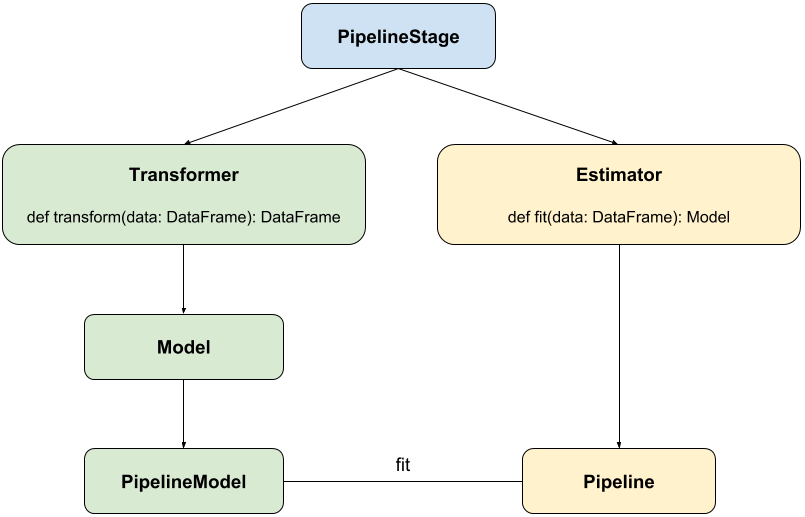 PipelineStage
Transformer
def transform(data: DataFrame): DataFrame
Estimator
def fit(data: DataFrame): Model
Model
PipelineModel
fit
Pipeline